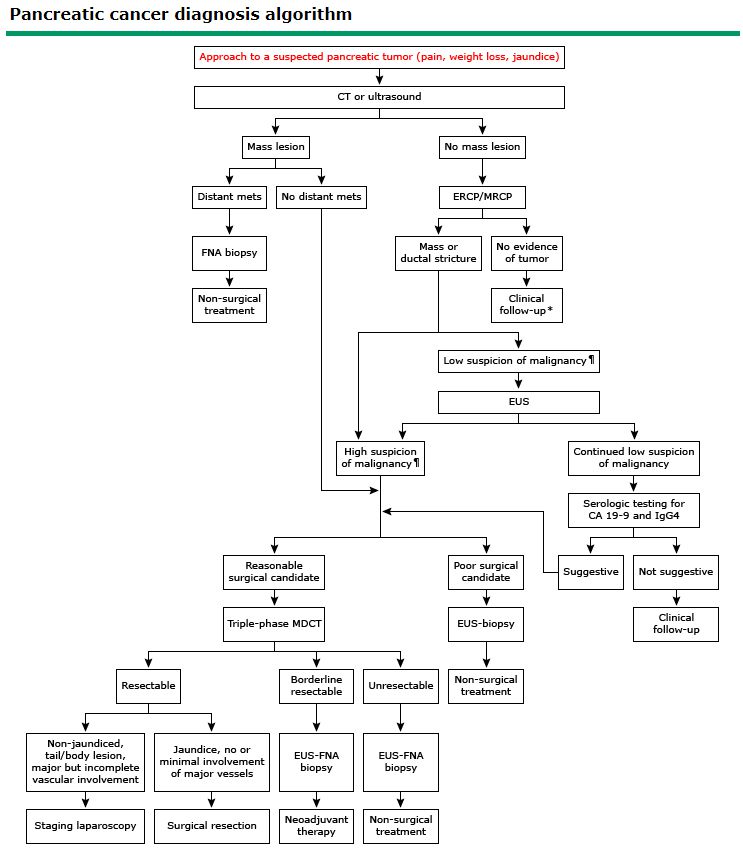 Pancreatic cancer diagnosis algorithm
Approach to a suspected pancreatic tumor (pain, weight loss, jaundice)
CT or ultrasound
Mass lesion
No mass lesion
Distant mets
No distant mets
ERCP/MRCP
FNA biopsy
Mass or
ductal stricture
No evidence
of tumor
Non-surgical
treatment
Clinical
follow-up*
Low suspicion of malignancy¶
EUS
High suspicion
of malignancy¶
Continued low suspicion
of malignancy
Serologic testing for
CA 19-9 and IgG4
Reasonable
surgical candidate
Poor surgical
candidate
Suggestive
Not suggestive
Triple-phase MDCT
EUS-biopsy
Clinical
follow-up
Resectable
Borderline
resectable
Unresectable
Non-surgical
treatment
Non-jaundiced,
tail/body lesion,
major but incomplete
vascular involvement
Jaundice, no or
minimal involvement
of major vessels
EUS-FNA
biopsy
EUS-FNA
biopsy
Staging laparoscopy
Surgical resection
Neoadjuvant
therapy
Non-surgical
treatment